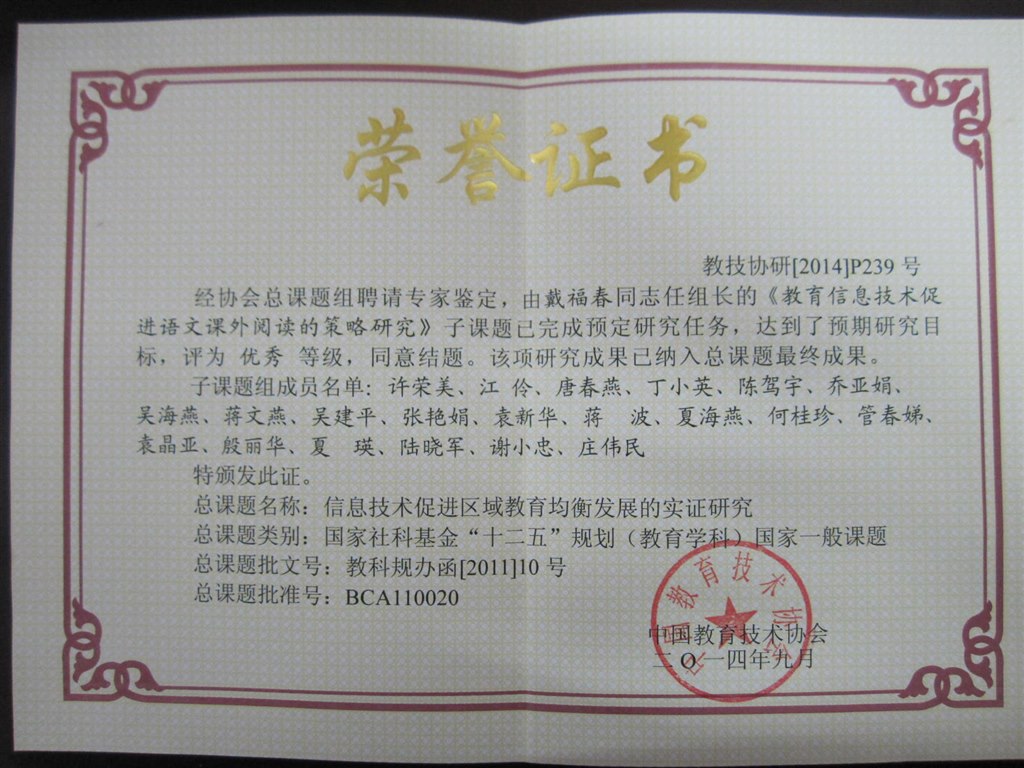 荣誉证书
教技协研[2014]P239 号
经协会总课题组聘请专家鉴定，由戴福春同志任组长的《教育信息技术促
进语文课外阅读的策略研究》子课题已完成预定研究任务，达到了预期研究目
标，评为 优秀 等级，同意结题。该项研究成果已纳入总课题最终成果。
子课题组成员名单：许荣美、江 伶、唐春燕、丁小英、陈驾宇、乔亚娟、
吴海燕、蒋文燕、吴建平、张艳娟、袁新华、蒋 波、夏海燕、何桂珍、管春娣、
袁晶亚、殷丽华、夏 瑛、陆晓军、谢小忠、庄伟民
特颁发此证。
总课题名称：信息技术促进区域教育均衡发展的实证研究
总课题类别：国家社科基金“十二五”规划（教育学科）国家一般课题
总课题批文号：教科规办函[2011]10 号
总课题批准号：BCA110020
中国教育技术协会
二O一四年九月
中国教育技术协会